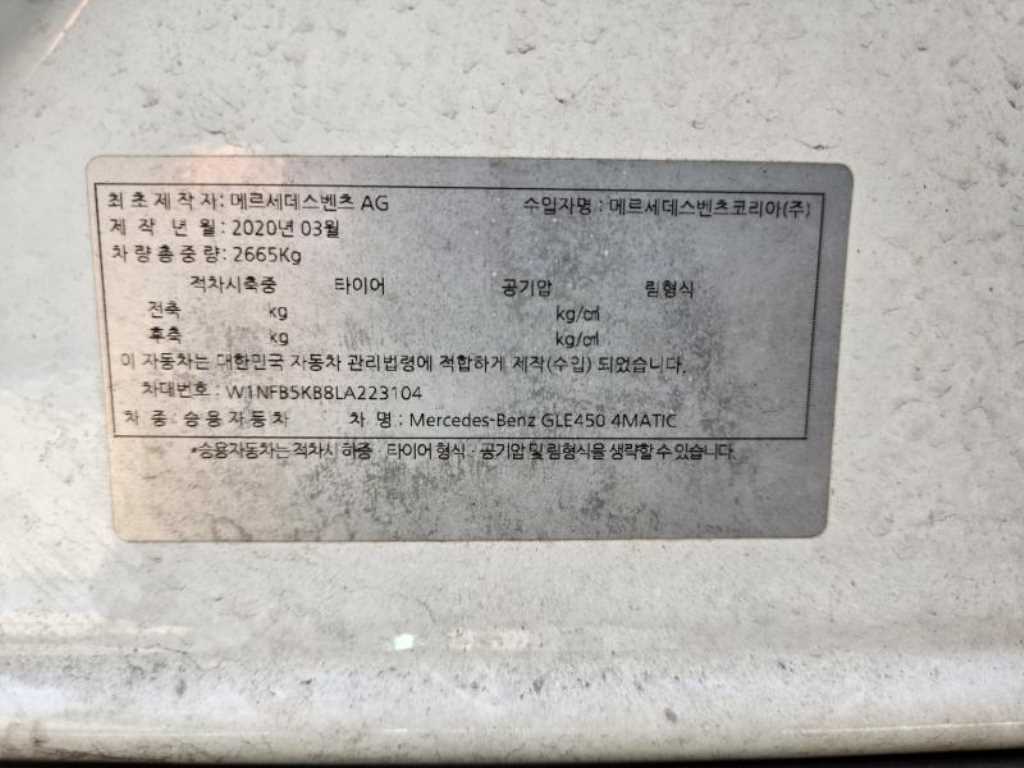 최초제작자: 메르세데스벤츠 AG 수입자명 : 메르세데스벤츠코리아(주)
제 작 년 월 : 2020년 03월
차 량 총 중 량 : 2665Kg
적차시축중 타이어 공기압 림형식
전축 kg kg/㎠
후축 kg kg/㎠
이 자동차는 대한민국 자동차 관리법령에 적합하게 제작(수입) 되었습니다.
차대번호 : W1NFB5KB8LA223104
차 종 : 승용자동차 차 명 : Mercedes-Benz GLE450 4MATIC
*승용자동차는 적차시 하중 · 타이어 형식 · 공기압 및 림형식을 생략할 수 있습니다.